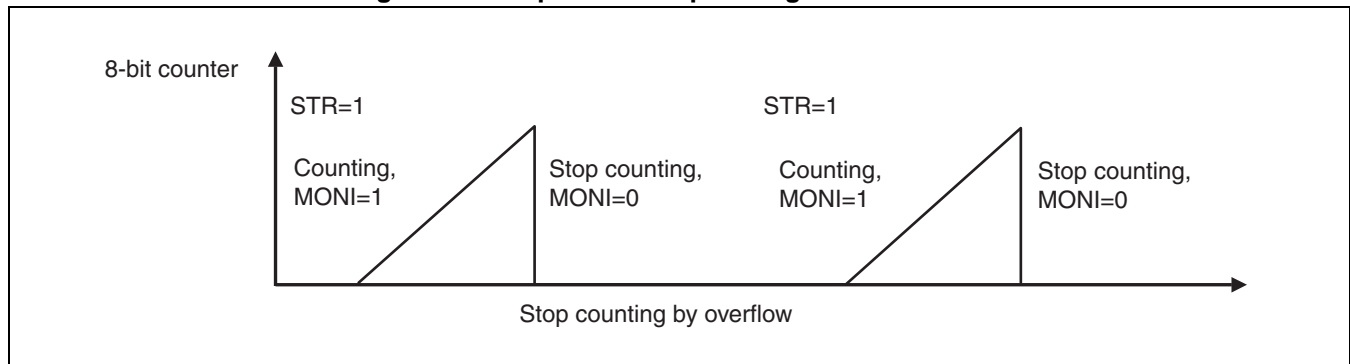 8-bit counter
STR=1
STR=1
Counting,
MONI=1
Stop counting,
MONI=0
Counting,
MONI=1
Stop counting,
MONI=0
Stop counting by overflow